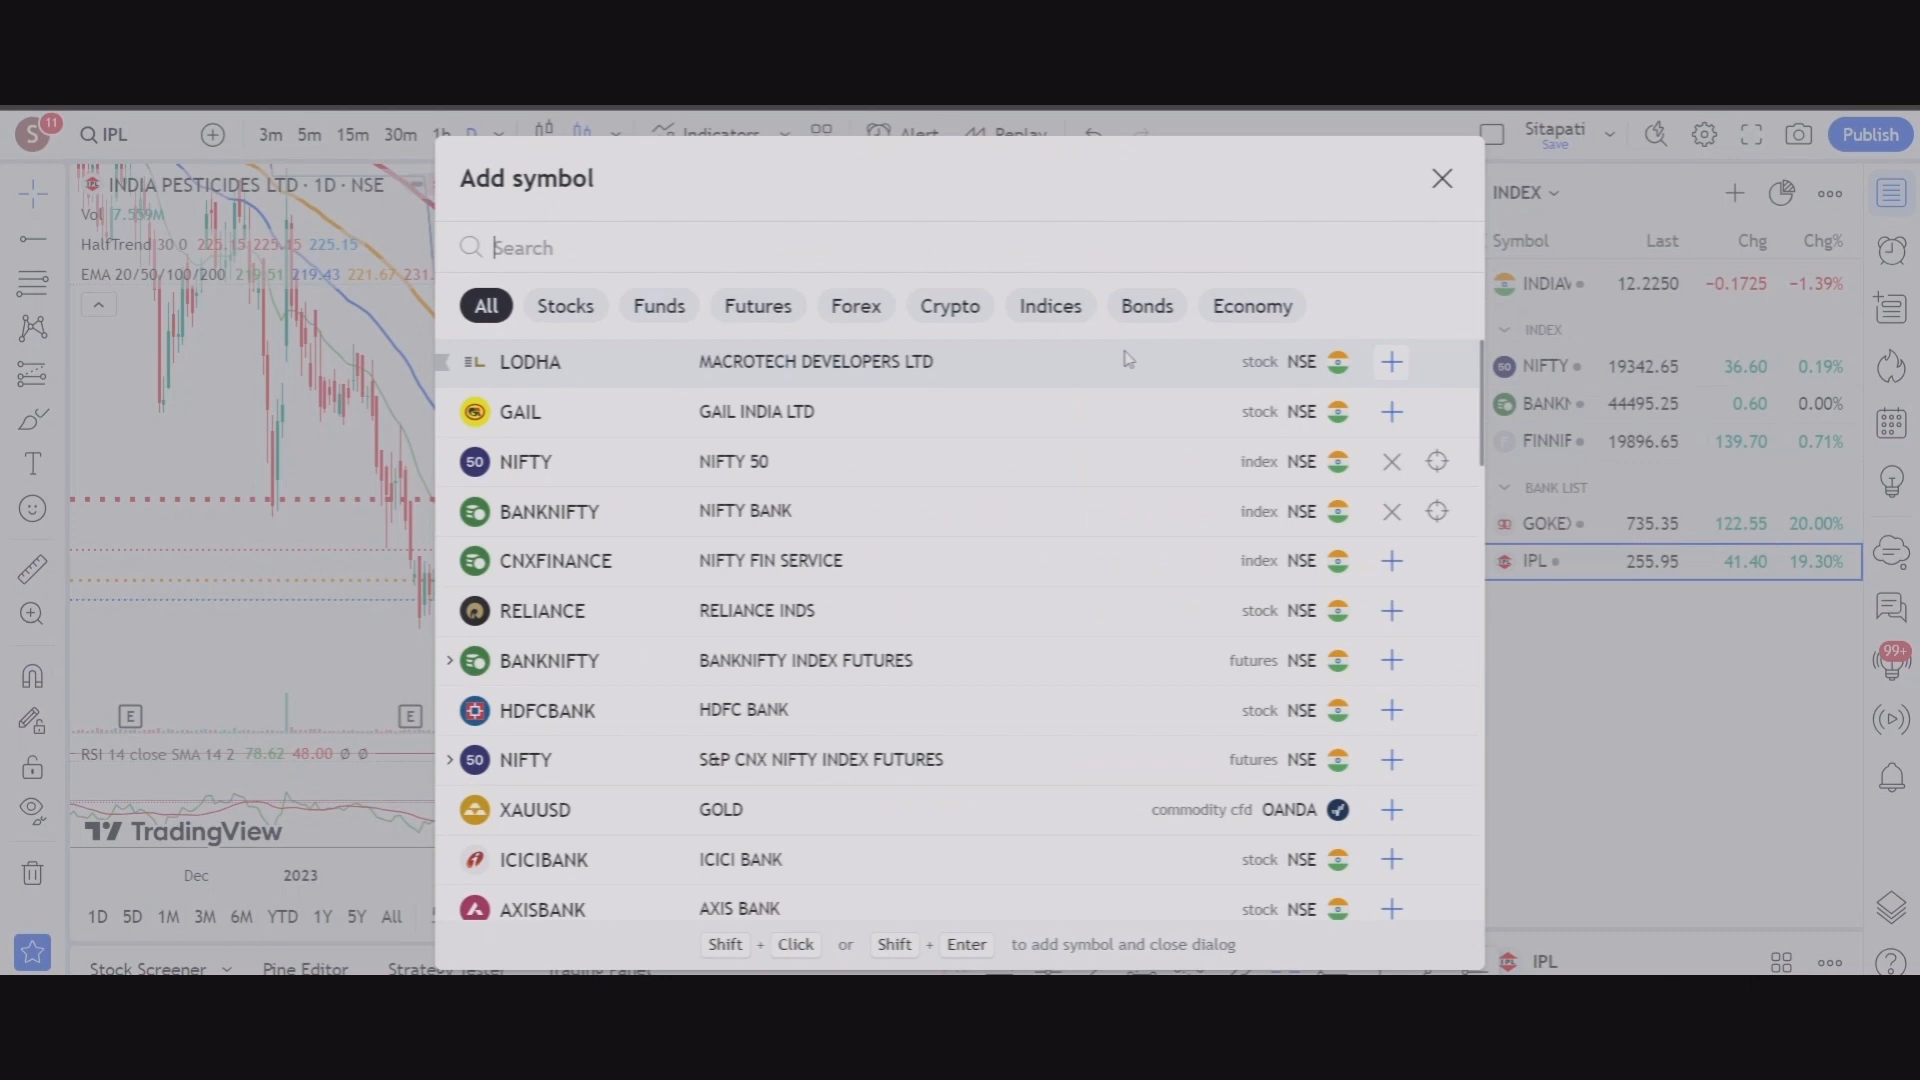 S 11 IPL 3m 5m 15m 30m 1h D Indicators Alert Replay Sitapati Save Publish
INDIA PESTICIDES LTD · 1D · NSE
Vol 7.559M
HalfTrend 30 0 225.15 225.15 225.15
EMA 20/50/100/200 219.51 219.43 221.67 231.
E E
RSI 14 close SMA 14 2 78.62 48.00 Ø Ø
TradingView
Dec 2023
1D 5D 1M 3M 6M YTD 1Y 5Y All
Stock Screener Pine Editor Strategy Tester Trading Panel
Add symbol
Search
All Stocks Funds Futures Forex Crypto Indices Bonds Economy
LODHA MACROTECH DEVELOPERS LTD stock NSE
GAIL GAIL INDIA LTD stock NSE
50 NIFTY NIFTY 50 index NSE
BANKNIFTY NIFTY BANK index NSE
CNXFINANCE NIFTY FIN SERVICE index NSE
RELIANCE RELIANCE INDS stock NSE
BANKNIFTY BANKNIFTY INDEX FUTURES futures NSE
HDFCBANK HDFC BANK stock NSE
50 NIFTY S&P CNX NIFTY INDEX FUTURES futures NSE
XAUUSD GOLD commodity cfd OANDA
ICICIBANK ICICI BANK stock NSE
AXISBANK AXIS BANK stock NSE
Shift + Click or Shift + Enter to add symbol and close dialog
INDEX
Symbol Last Chg Chg%
INDIAV 12.2250 −0.1725 −1.39%
INDEX
50 NIFTY 19342.65 36.60 0.19%
BANKN 44495.25 0.60 0.00%
F FINNIF 19896.65 139.70 0.71%
BANK LIST
GOKEX 735.35 122.55 20.00%
IPL 255.95 41.40 19.30%
99+
IPL